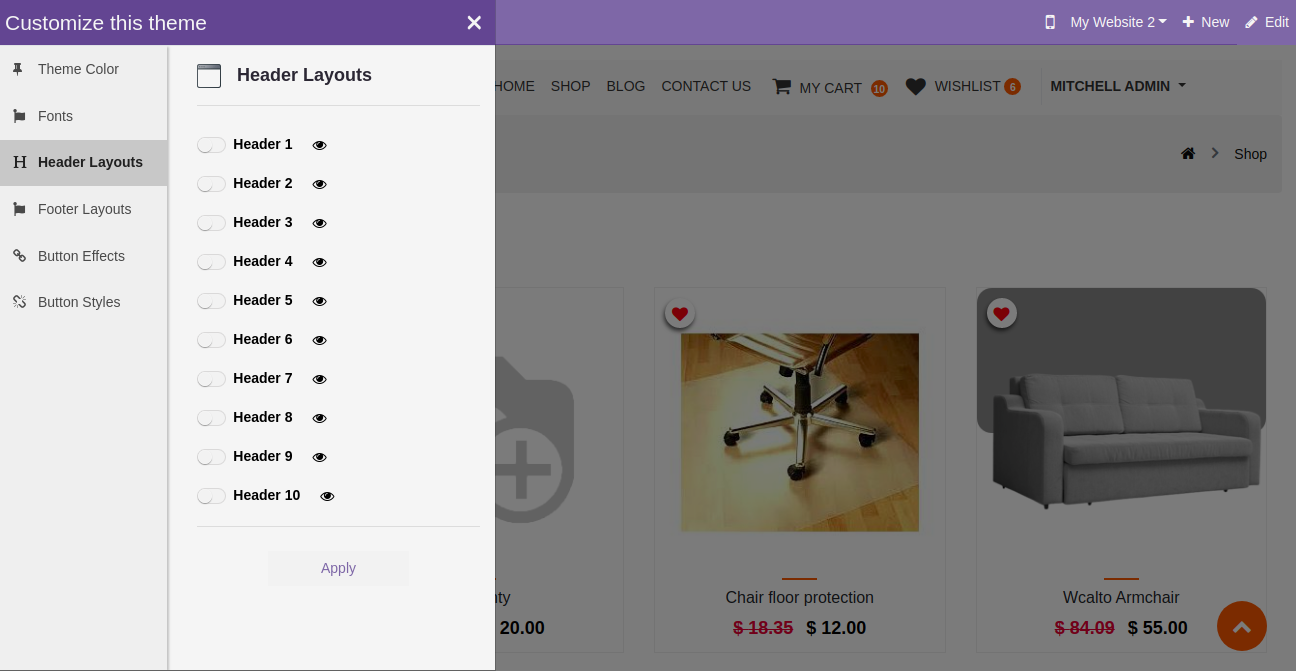 Customize this theme
My Website 2
New
Edit
Theme Color
Fonts
Header Layouts
Footer Layouts
Button Effects
Button Styles
Header Layouts
Header 1
Header 2
Header 3
Header 4
Header 5
Header 6
Header 7
Header 8
Header 9
Header 10
Apply
HOME SHOP BLOG CONTACT US MY CART 10 WISHLIST 6 MITCHELL ADMIN
Shop
20.00
Chair floor protection
$ 18.35 $ 12.00
Wcalto Armchair
$ 84.09 $ 55.00